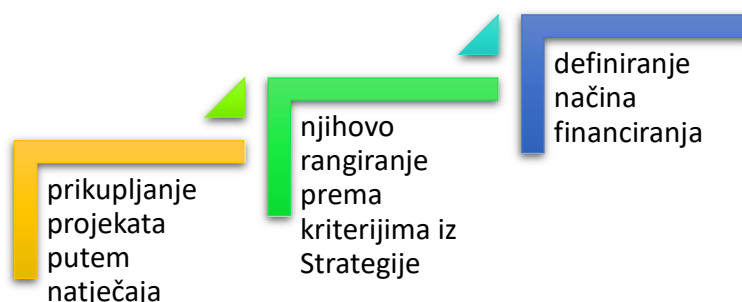 prikupljanje
projekata
putem
natječaja
njihovo
rangiranje
prema
kriterijima iz
Strategije
definiranje
načina
financiranja